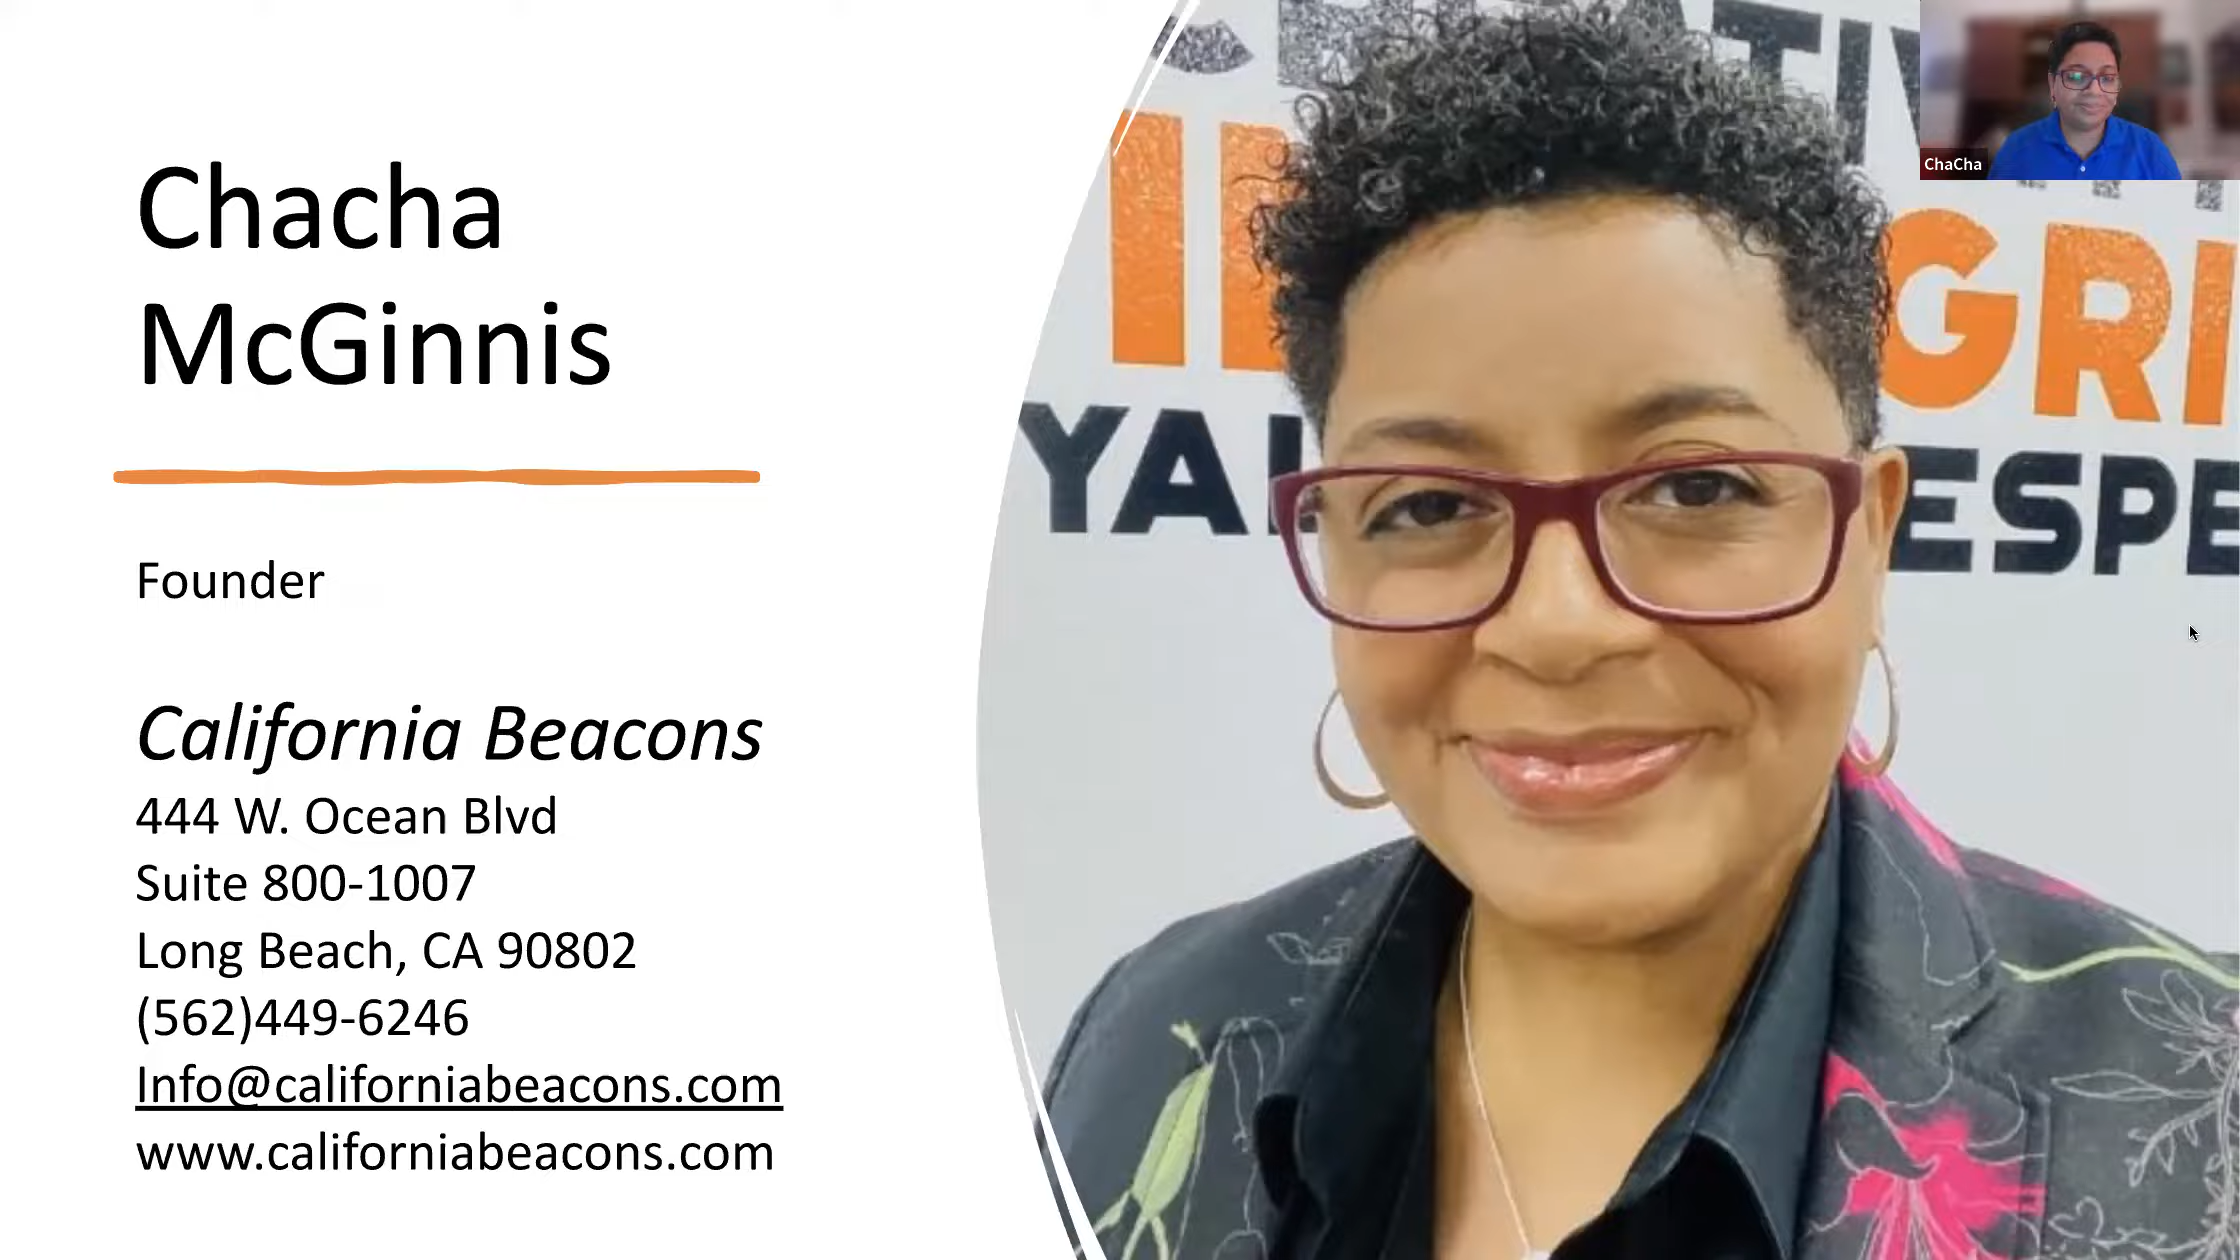 Chacha
McGinnis
Founder
California Beacons
444 W. Ocean Blvd
Suite 800-1007
Long Beach, CA 90802
(562)449-6246
Info@californiabeacons.com
www.californiabeacons.com
ChaCha